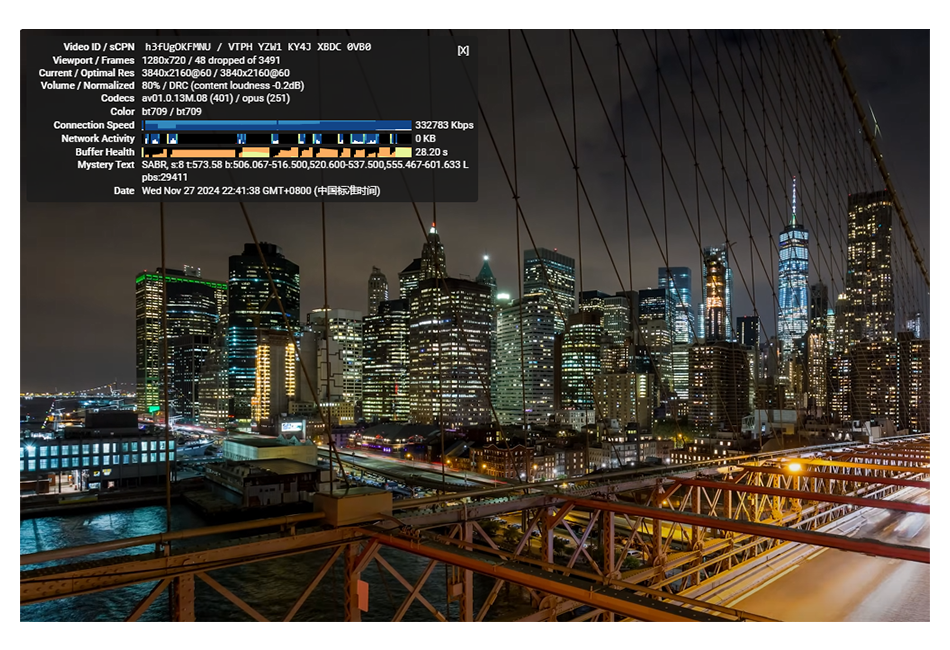 Video ID / sCPN h3fUgOKFMNU / VTPH YZW1 KY4J XBDC 0VB0
[X]
Viewport / Frames 1280x720 / 48 dropped of 3491
Current / Optimal Res 3840x2160@60 / 3840x2160@60
Volume / Normalized 80% / DRC (content loudness -0.2dB)
Codecs av01.0.13M.08 (401) / opus (251)
Color bt709 / bt709
Connection Speed 332783 Kbps
Network Activity 0 KB
Buffer Health 28.20 s
Mystery Text SABR, s:8 t:573.58 b:506.067-516.500,520.600-537.500,555.467-601.633 L
pbs:29411
Date Wed Nov 27 2024 22:41:38 GMT+0800 (中国标准时间)